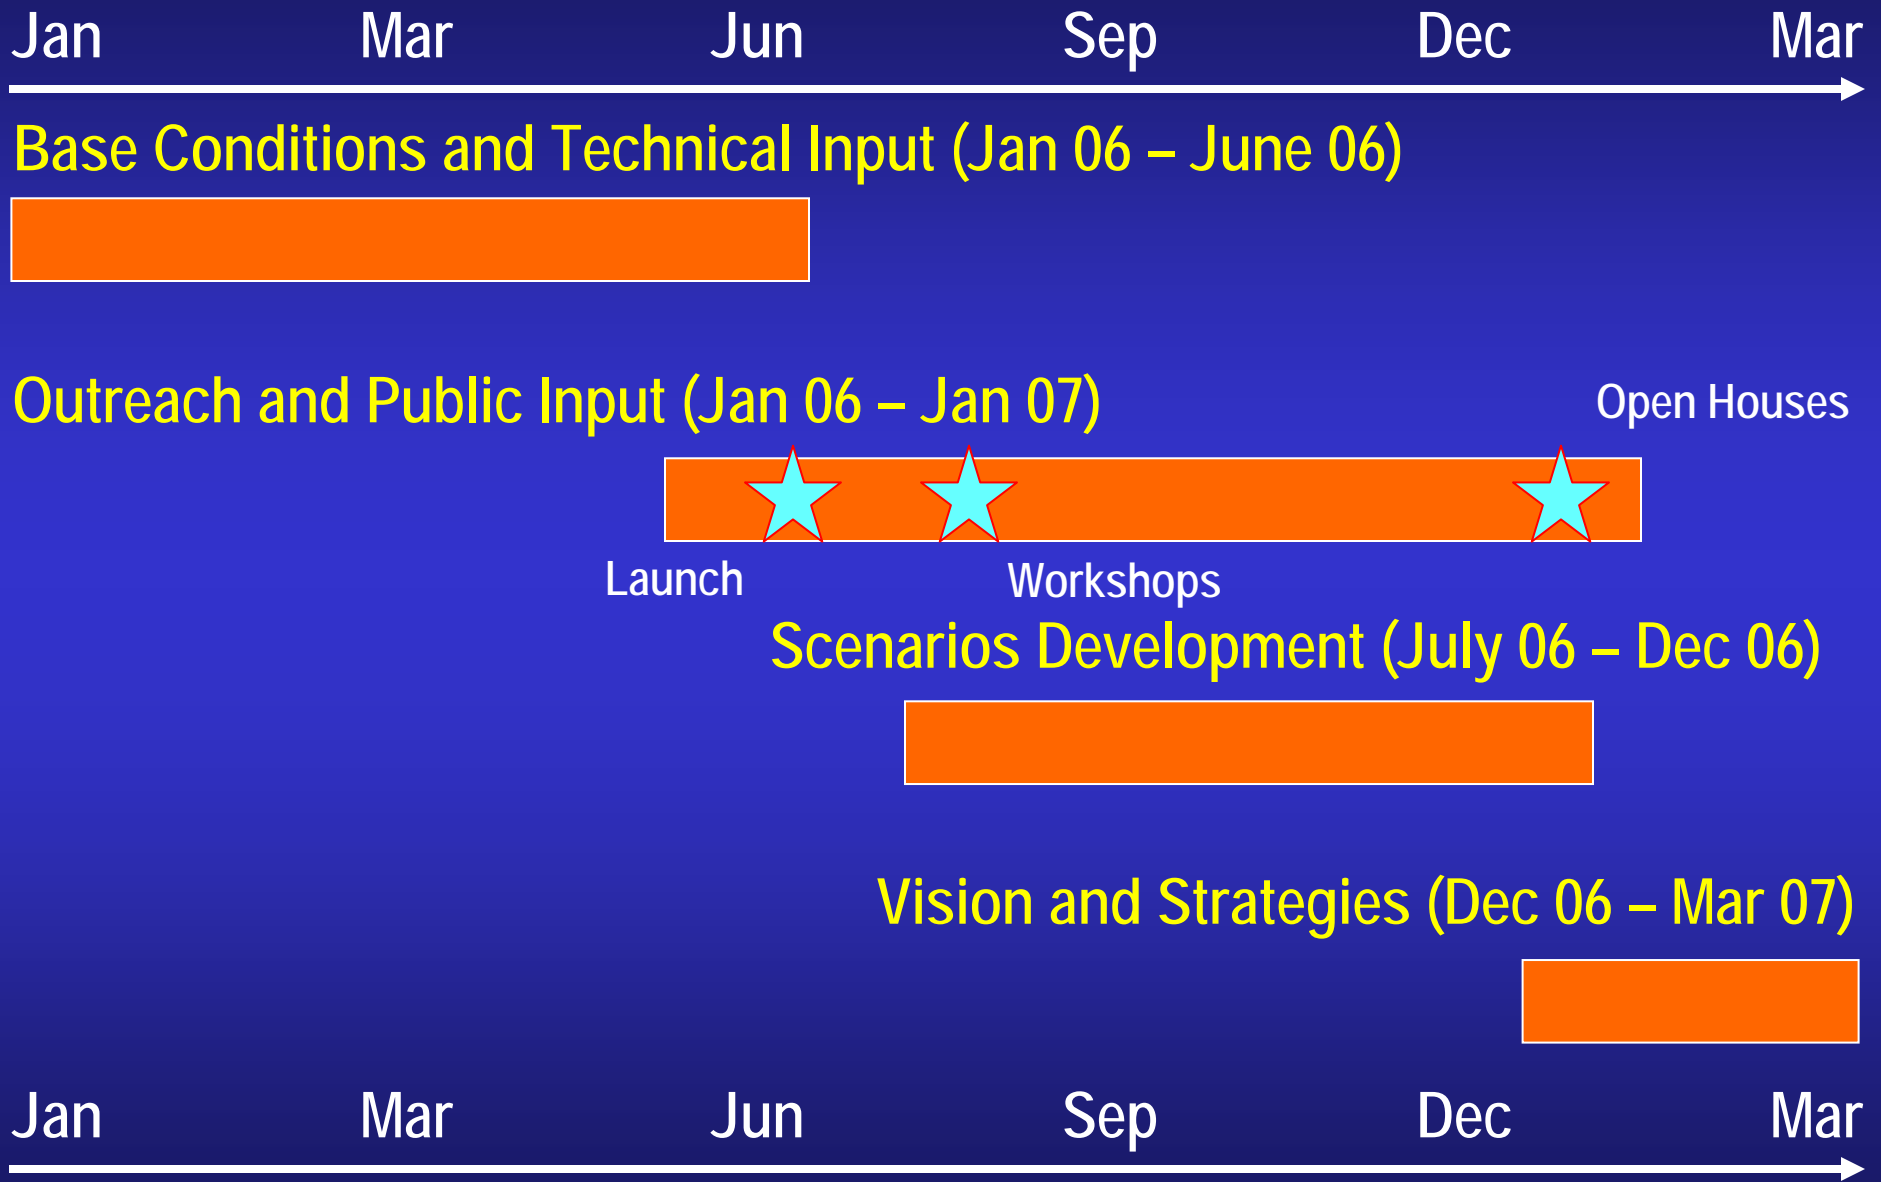 Jan Mar Jun Sep Dec Mar
Base Conditions and Technical Input (Jan 06 – June 06)
Outreach and Public Input (Jan 06 – Jan 07)
Open Houses
Launch
Workshops
Scenarios Development (July 06 – Dec 06)
Vision and Strategies (Dec 06 – Mar 07)
Jan Mar Jun Sep Dec Mar